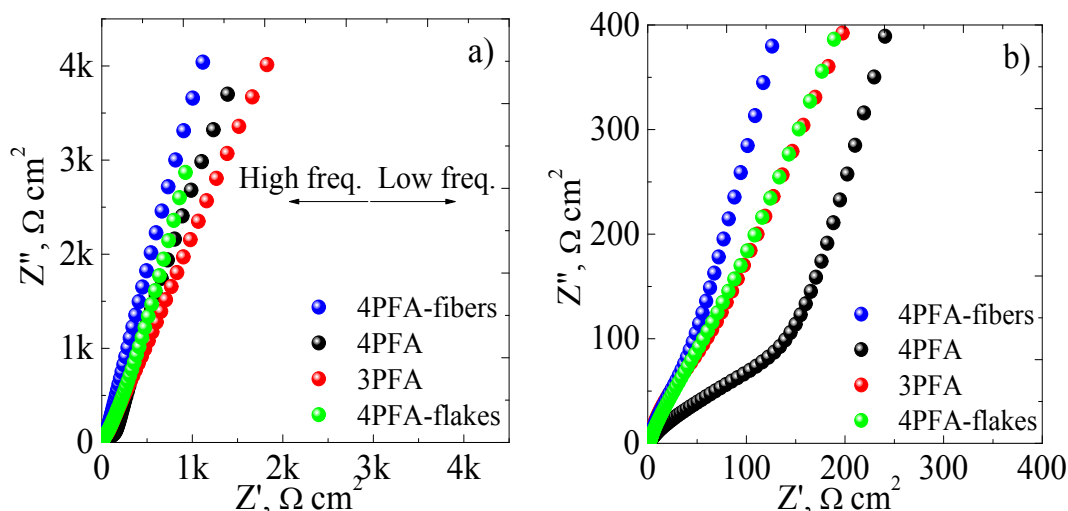 a)
4k
3k
2k
1k
0
Z", Ω cm²
High freq. Low freq.
4PFA-fibers
4PFA
3PFA
4PFA-flakes
0 1k 2k 3k 4k
Z', Ω cm²
b)
400
300
200
100
0
Z", Ω cm²
4PFA-fibers
4PFA
3PFA
4PFA-flakes
0 100 200 300 400
Z', Ω cm²